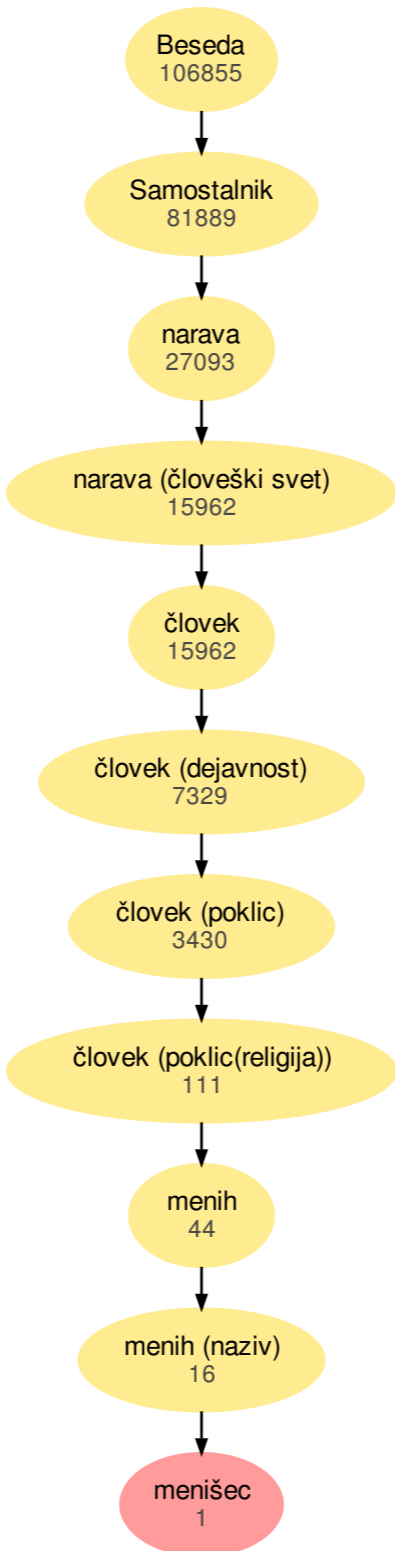 Beseda
106855
Samostalnik
81889
narava
27093
narava (človeški svet)
15962
človek
15962
človek (dejavnost)
7329
človek (poklic)
3430
človek (poklic(religija))
111
menih
44
menih (naziv)
16
menišec
1